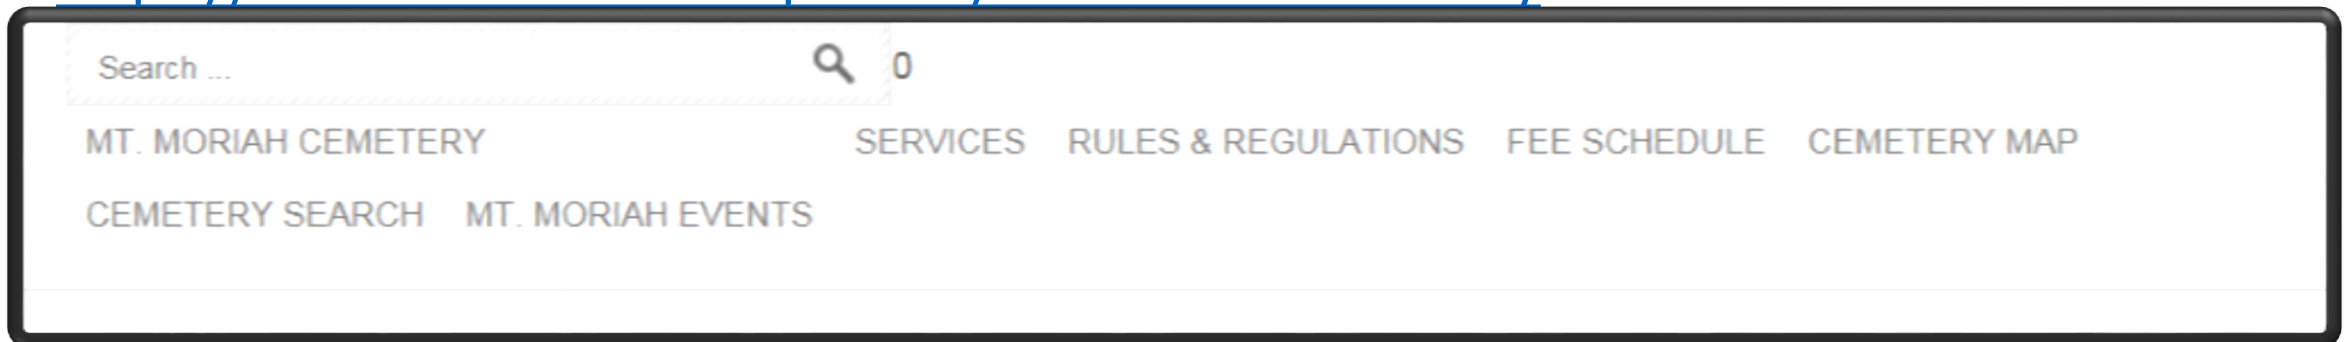 Search ... 0
MT. MORIAH CEMETERY SERVICES RULES & REGULATIONS FEE SCHEDULE CEMETERY MAP
CEMETERY SEARCH MT. MORIAH EVENTS